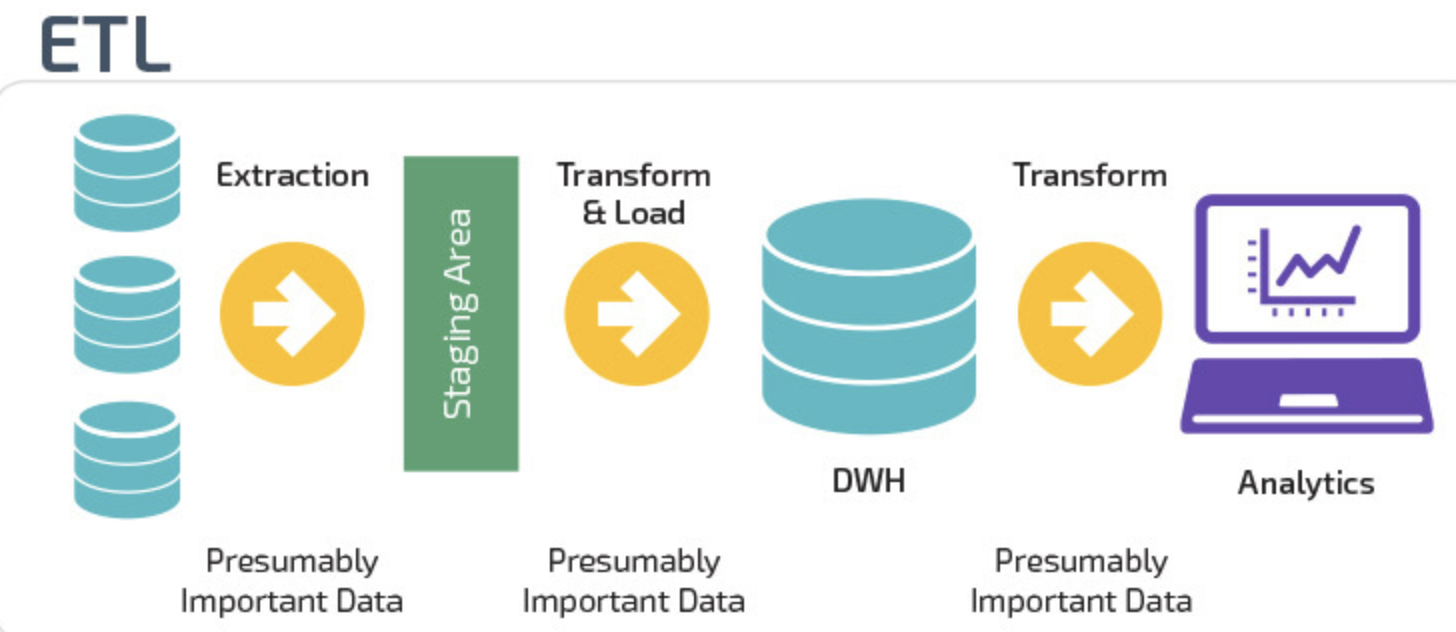 ETL
Extraction
Staging Area
Transform
& Load
DWH
Transform
Analytics
Presumably
Important Data
Presumably
Important Data
Presumably
Important Data